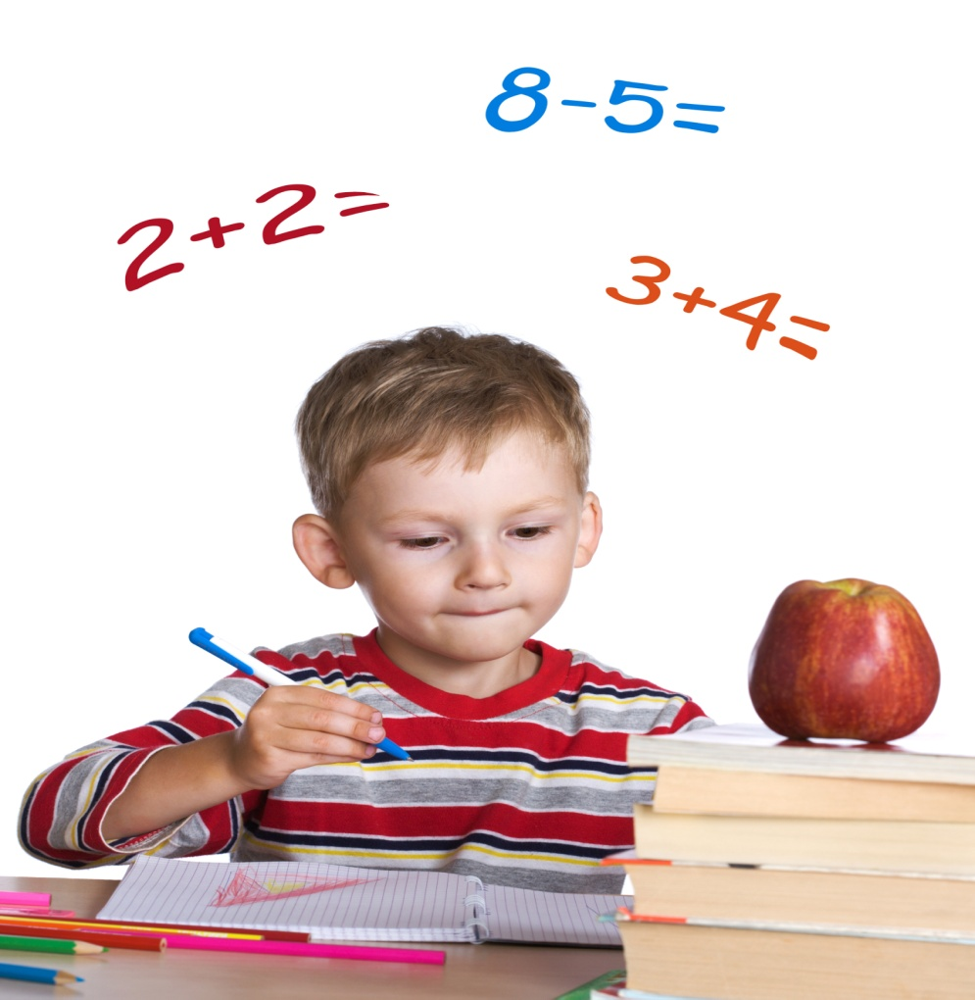 8-5=
2+2=
3+4=